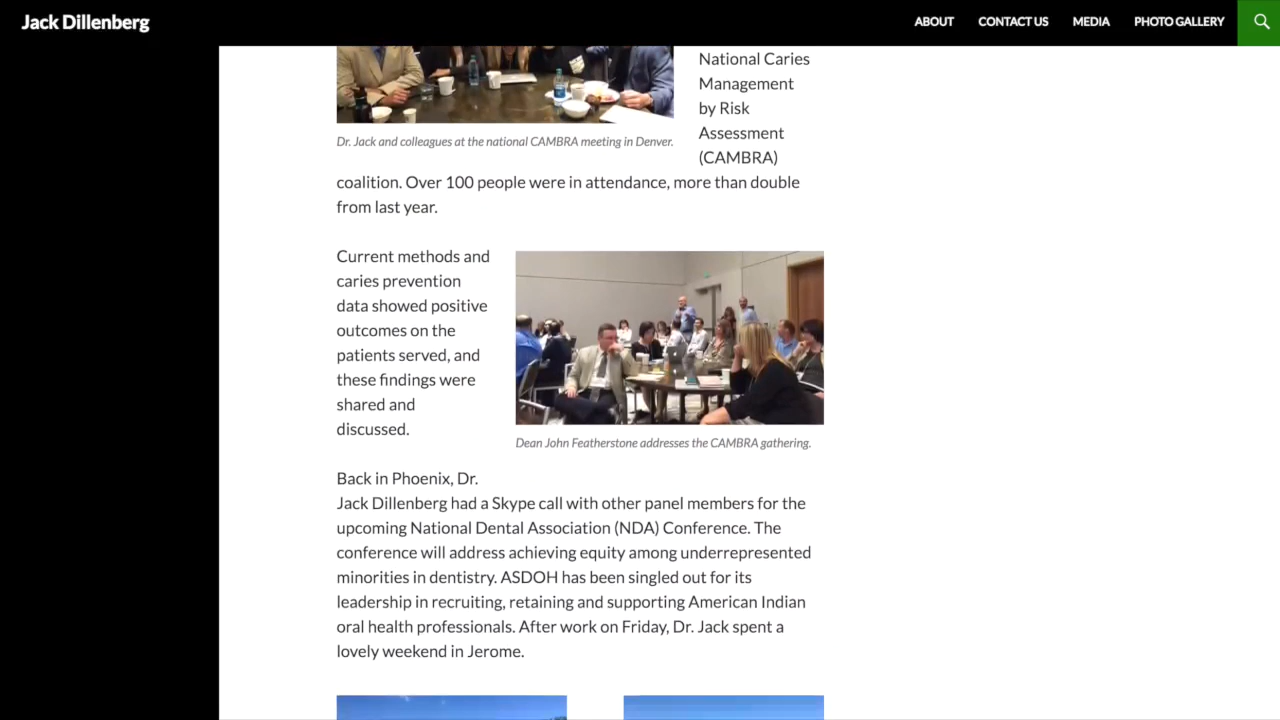 Jack Dillenberg
ABOUT CONTACT US MEDIA PHOTO GALLERY
National Caries
Management
by Risk
Assessment
(CAMBRA)
Dr. Jack and colleagues at the national CAMBRA meeting in Denver.
coalition. Over 100 people were in attendance, more than double
from last year.
Current methods and
caries prevention
data showed positive
outcomes on the
patients served, and
these findings were
shared and
discussed.
Dean John Featherstone addresses the CAMBRA gathering.
Back in Phoenix, Dr.
Jack Dillenberg had a Skype call with other panel members for the
upcoming National Dental Association (NDA) Conference. The
conference will address achieving equity among underrepresented
minorities in dentistry. ASDOH has been singled out for its
leadership in recruiting, retaining and supporting American Indian
oral health professionals. After work on Friday, Dr. Jack spent a
lovely weekend in Jerome.